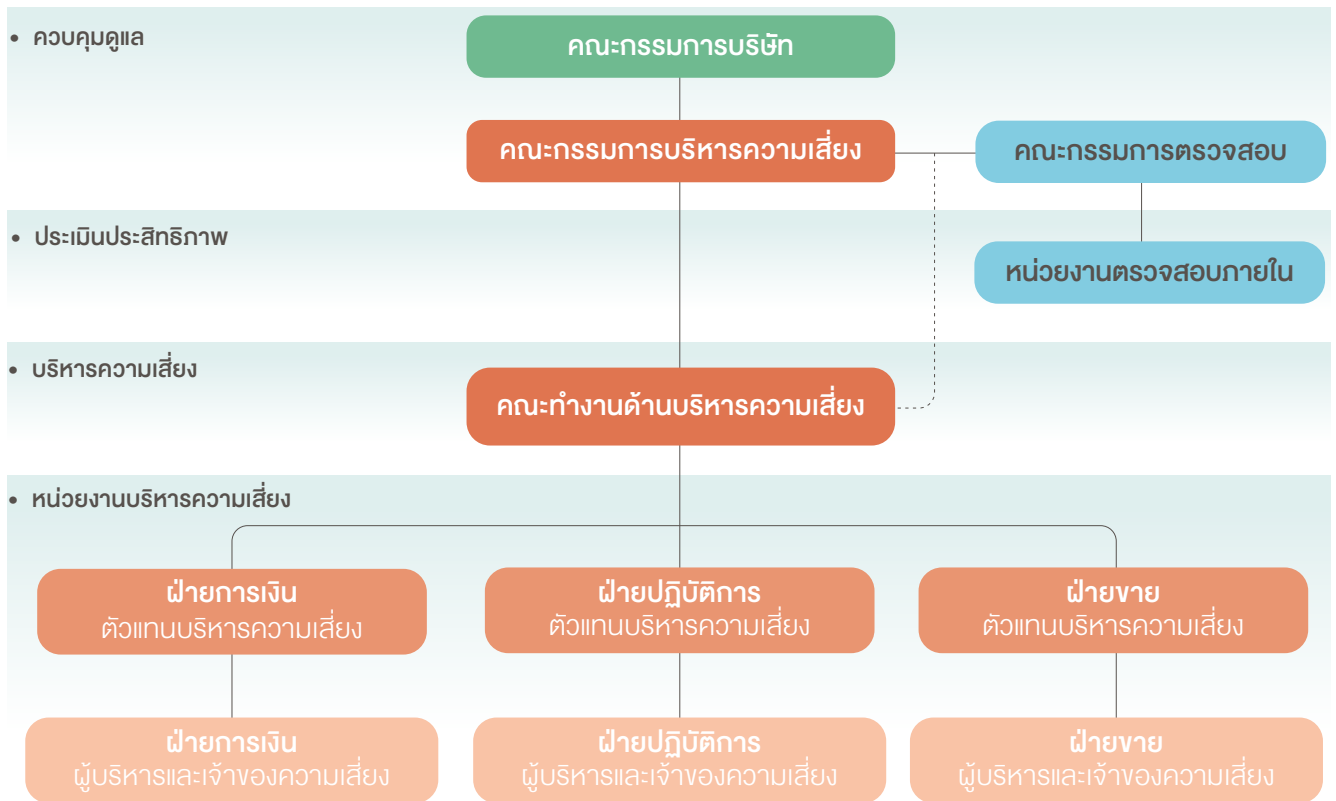 • ควบคุมดูแล
คณะกรรมการบริษัท
คณะกรรมการบริหารความเสี่ยง
คณะกรรมการตรวจสอบ
• ประเมินประสิทธิภาพ
หน่วยงานตรวจสอบภายใน
• บริหารความเสี่ยง
คณะทำงานด้านบริหารความเสี่ยง
• หน่วยงานบริหารความเสี่ยง
ฝ่ายการเงิน
ตัวแทนบริหารความเสี่ยง
ฝ่ายปฏิบัติการ
ตัวแทนบริหารความเสี่ยง
ฝ่ายขาย
ตัวแทนบริหารความเสี่ยง
ฝ่ายการเงิน
ผู้บริหารและเจ้าของความเสี่ยง
ฝ่ายปฏิบัติการ
ผู้บริหารและเจ้าของความเสี่ยง
ฝ่ายขาย
ผู้บริหารและเจ้าของความเสี่ยง